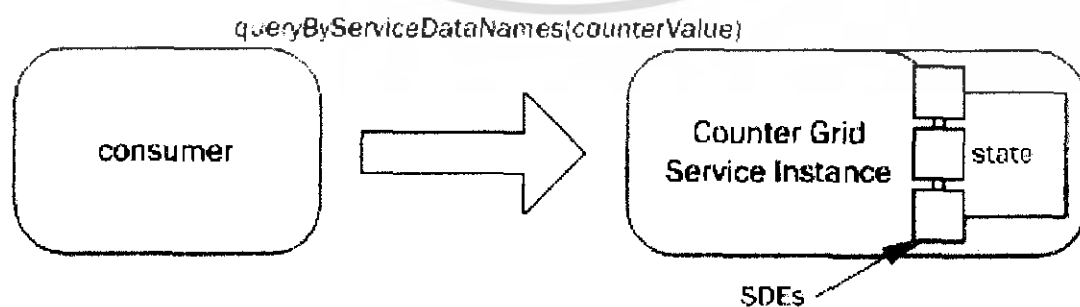 queryByServiceDataNames(counterValue)
consumer
Counter Grid
Service Instance
state
SDEs